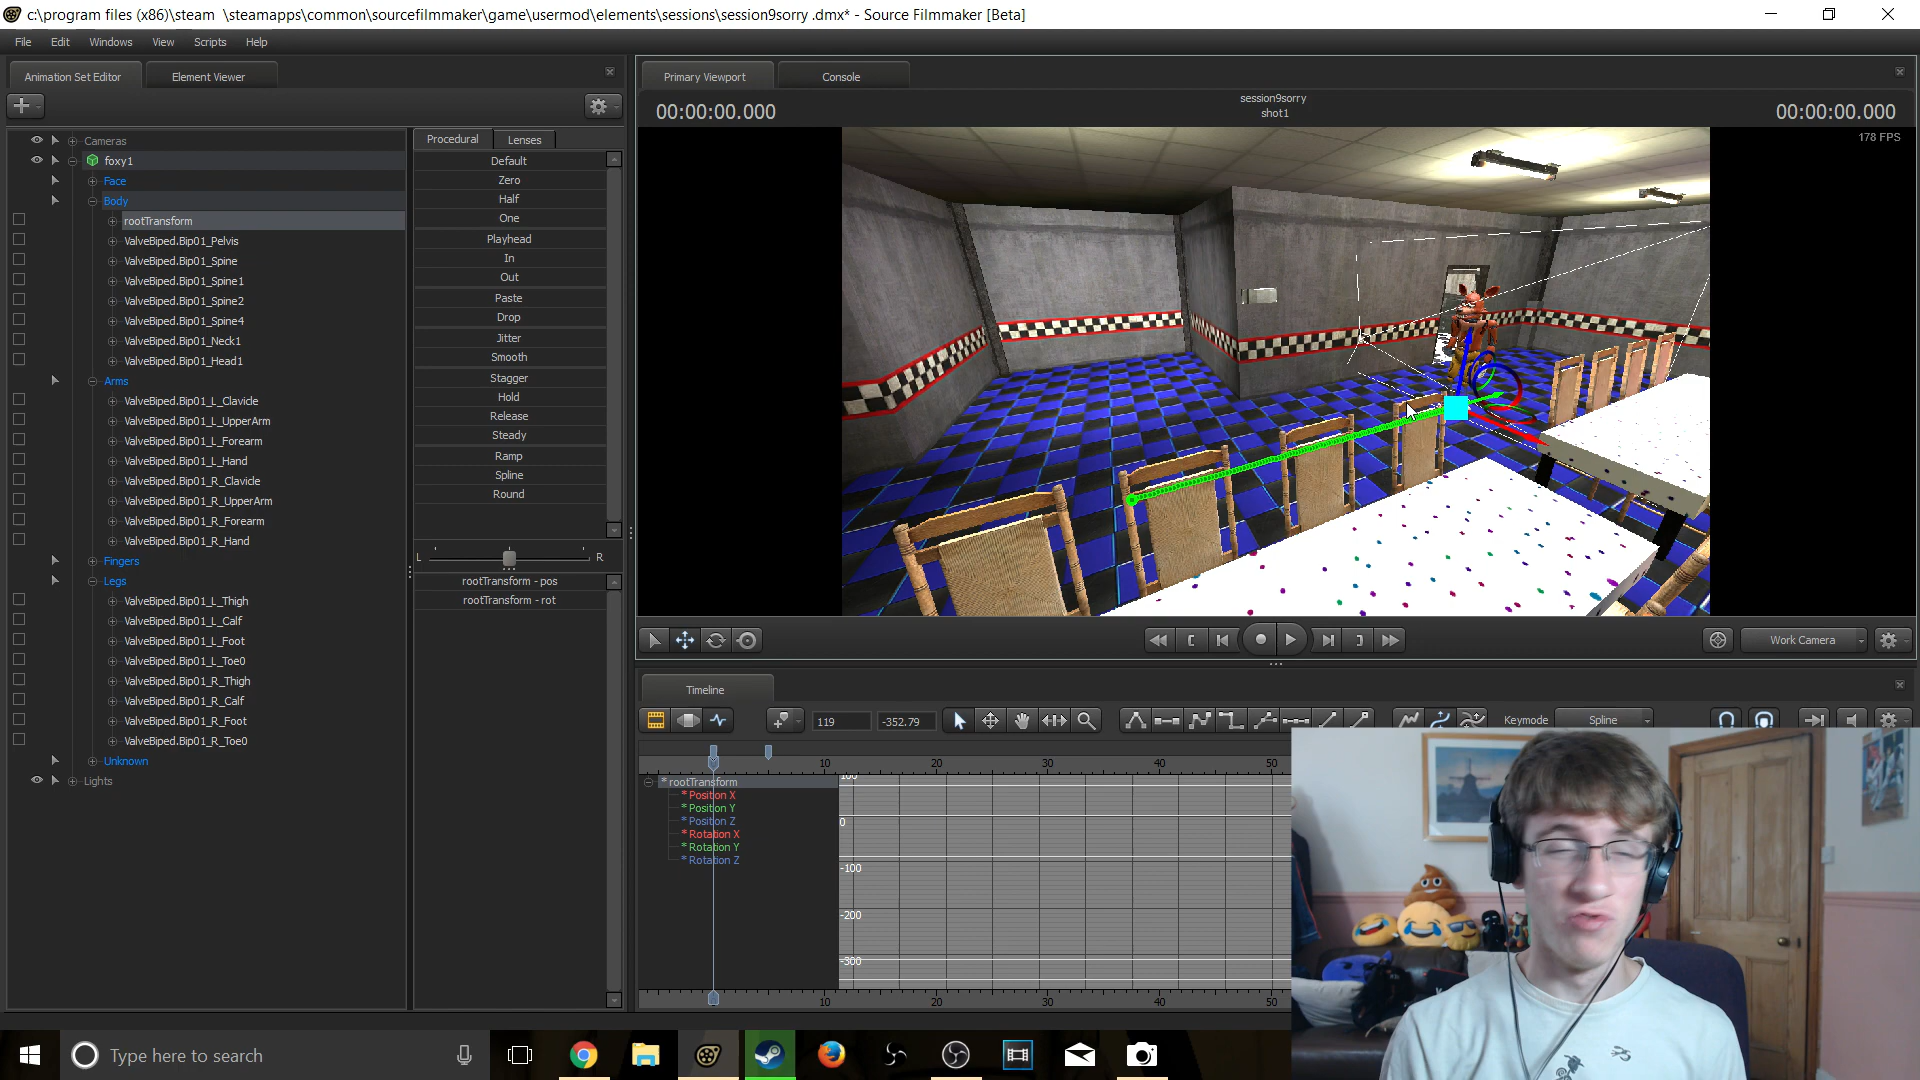 c:\program files (x86)\steam \steamapps\common\sourcefilmmaker\game\usermod\elements\sessions\session9sorry .dmx* - Source Filmmaker [Beta]
File Edit Windows View Scripts Help
Animation Set Editor Element Viewer
Primary Viewport Console
00:00:00.000
session9sorry
shot1
00:00:00.000
178 FPS
Cameras
foxy1
Face
Body
rootTransform
ValveBiped.Bip01_Pelvis
ValveBiped.Bip01_Spine
ValveBiped.Bip01_Spine1
ValveBiped.Bip01_Spine2
ValveBiped.Bip01_Spine4
ValveBiped.Bip01_Neck1
ValveBiped.Bip01_Head1
Arms
ValveBiped.Bip01_L_Clavicle
ValveBiped.Bip01_L_UpperArm
ValveBiped.Bip01_L_Forearm
ValveBiped.Bip01_L_Hand
ValveBiped.Bip01_R_Clavicle
ValveBiped.Bip01_R_UpperArm
ValveBiped.Bip01_R_Forearm
ValveBiped.Bip01_R_Hand
Fingers
Legs
ValveBiped.Bip01_L_Thigh
ValveBiped.Bip01_L_Calf
ValveBiped.Bip01_L_Foot
ValveBiped.Bip01_L_Toe0
ValveBiped.Bip01_R_Thigh
ValveBiped.Bip01_R_Calf
ValveBiped.Bip01_R_Foot
ValveBiped.Bip01_R_Toe0
Unknown
Lights
Procedural Lenses
Default
Zero
Half
One
Playhead
In
Out
Paste
Drop
Jitter
Smooth
Stagger
Hold
Release
Steady
Ramp
Spline
Round
L R
rootTransform - pos
rootTransform - rot
Work Camera
Timeline
119 -352.79
Keymode Spline
10 20 30 40 50
*rootTransform
*Position X
*Position Y
*Position Z
*Rotation X
*Rotation Y
*Rotation Z
100
0
-100
-200
-300
10 20 30 40 50
Type here to search